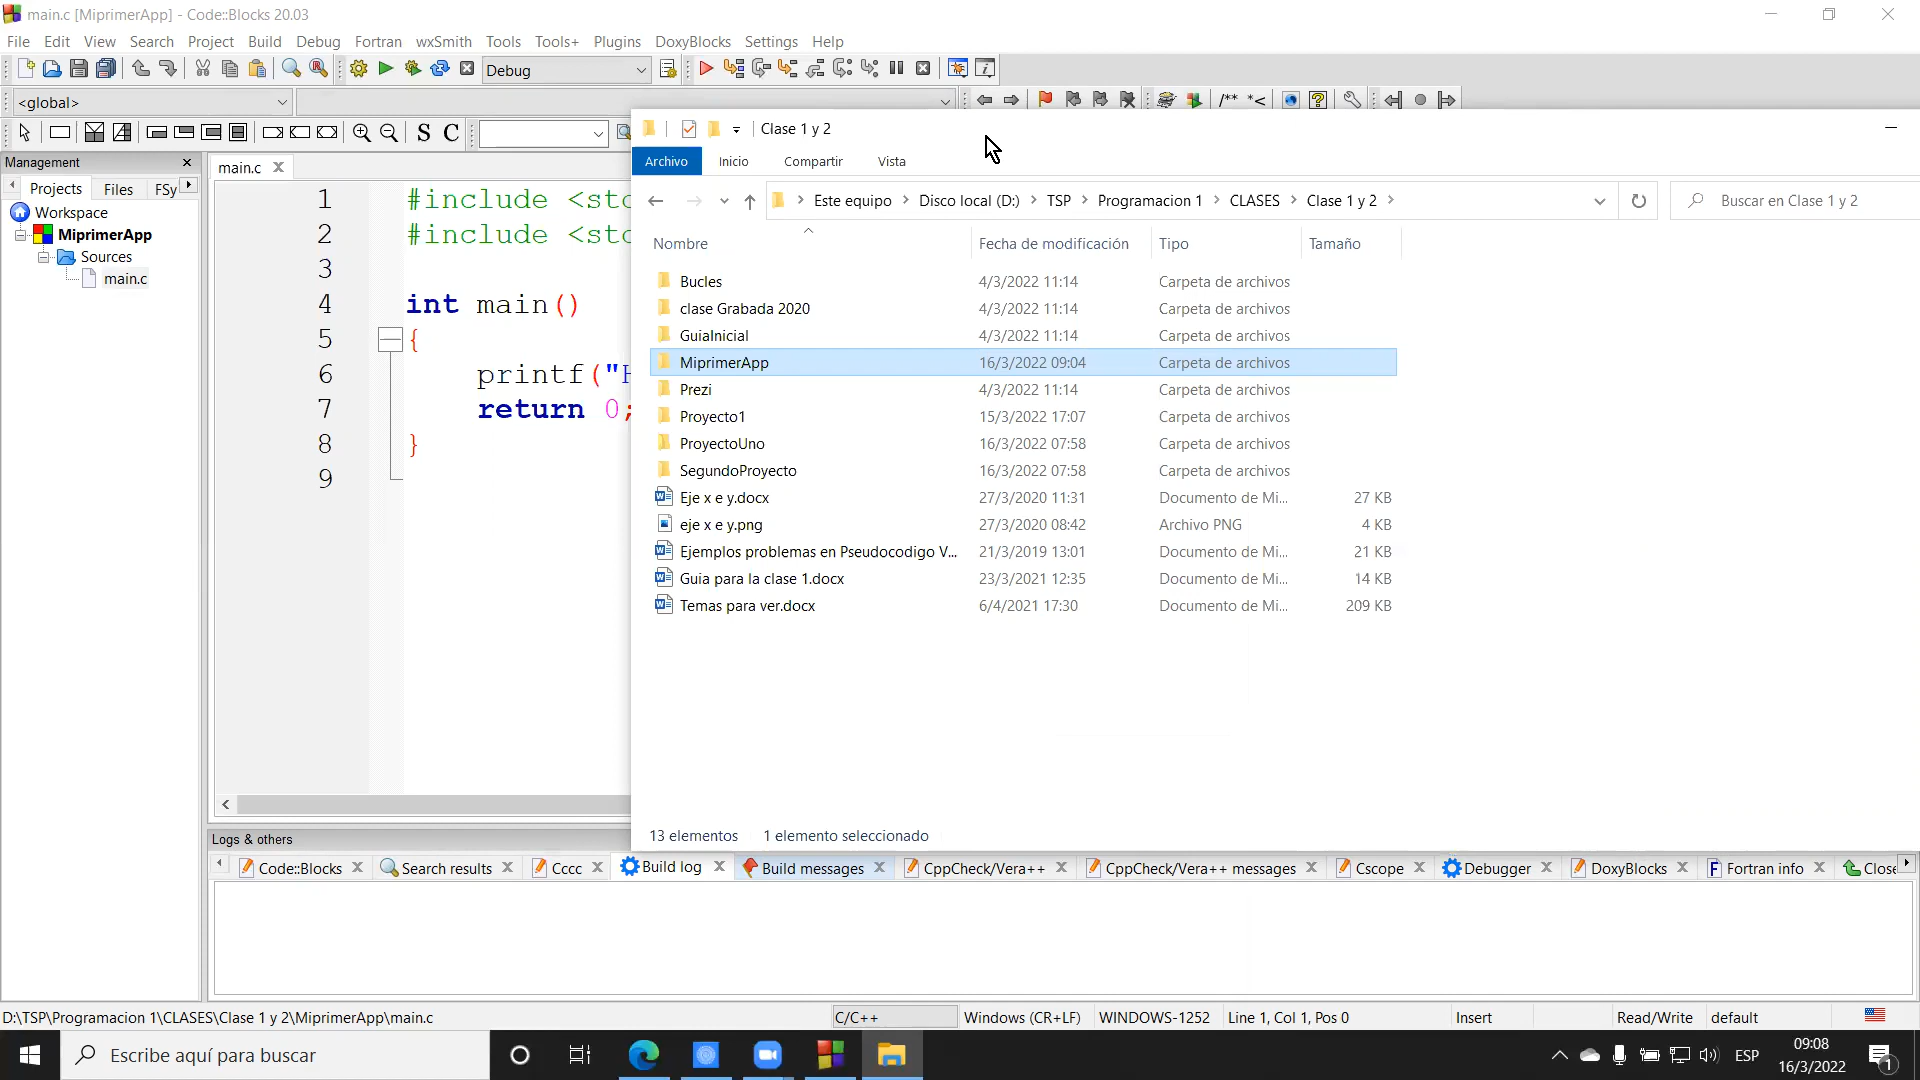 main.c [MiprimerApp] - Code::Blocks 20.03
File Edit View Search Project Build Debug Fortran wxSmith Tools Tools+ Plugins DoxyBlocks Settings Help
Debug
<global>
/** *<
S C
Management
Projects Files FSy
Workspace
MiprimerApp
Sources
main.c
main.c
1 #include <sto
2 #include <sto
3
4 int main()
5 {
6 printf("H
7 return 0;
8 }
9
Clase 1 y 2
Archivo Inicio Compartir Vista
Este equipo > Disco local (D:) > TSP > Programacion 1 > CLASES > Clase 1 y 2 >
Buscar en Clase 1 y 2
Nombre Fecha de modificación Tipo Tamaño
Bucles 4/3/2022 11:14 Carpeta de archivos
clase Grabada 2020 4/3/2022 11:14 Carpeta de archivos
GuiaInicial 4/3/2022 11:14 Carpeta de archivos
MiprimerApp 16/3/2022 09:04 Carpeta de archivos
Prezi 4/3/2022 11:14 Carpeta de archivos
Proyecto1 15/3/2022 17:07 Carpeta de archivos
ProyectoUno 16/3/2022 07:58 Carpeta de archivos
SegundoProyecto 16/3/2022 07:58 Carpeta de archivos
Eje x e y.docx 27/3/2020 11:31 Documento de Mi... 27 KB
eje x e y.png 27/3/2020 08:42 Archivo PNG 4 KB
Ejemplos problemas en Pseudocodigo V... 21/3/2019 13:01 Documento de Mi... 21 KB
Guia para la clase 1.docx 23/3/2021 12:35 Documento de Mi... 14 KB
Temas para ver.docx 6/4/2021 17:30 Documento de Mi... 209 KB
13 elementos 1 elemento seleccionado
Logs & others
Code::Blocks Search results Cccc Build log Build messages CppCheck/Vera++ CppCheck/Vera++ messages Cscope Debugger DoxyBlocks Fortran info Close
D:\TSP\Programacion 1\CLASES\Clase 1 y 2\MiprimerApp\main.c C/C++ Windows (CR+LF) WINDOWS-1252 Line 1, Col 1, Pos 0 Insert Read/Write default
Escribe aquí para buscar
ESP
09:08
16/3/2022
1